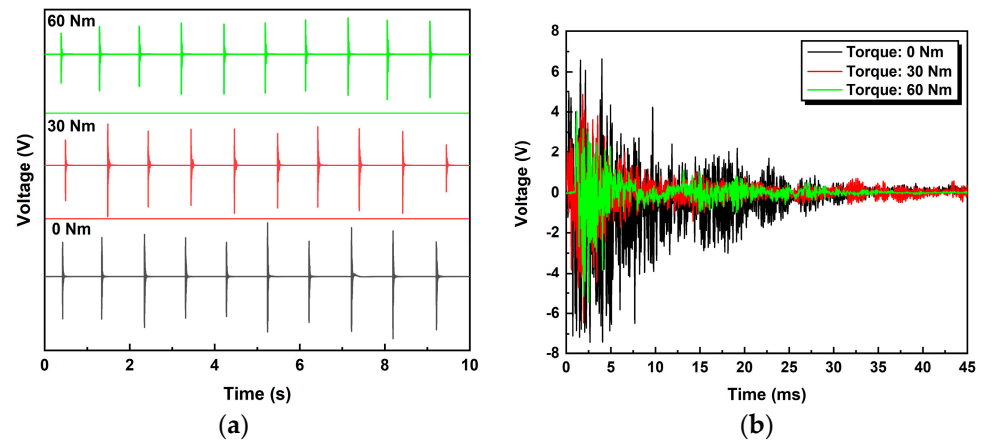 60 Nm
30 Nm
0 Nm
Voltage (V)
0 2 4 6 8 10
Time (s)
(a)
8
6
4
2
0
-2
-4
-6
-8
Voltage (V)
Torque: 0 Nm
Torque: 30 Nm
Torque: 60 Nm
0 5 10 15 20 25 30 35 40 45
Time (ms)
(b)